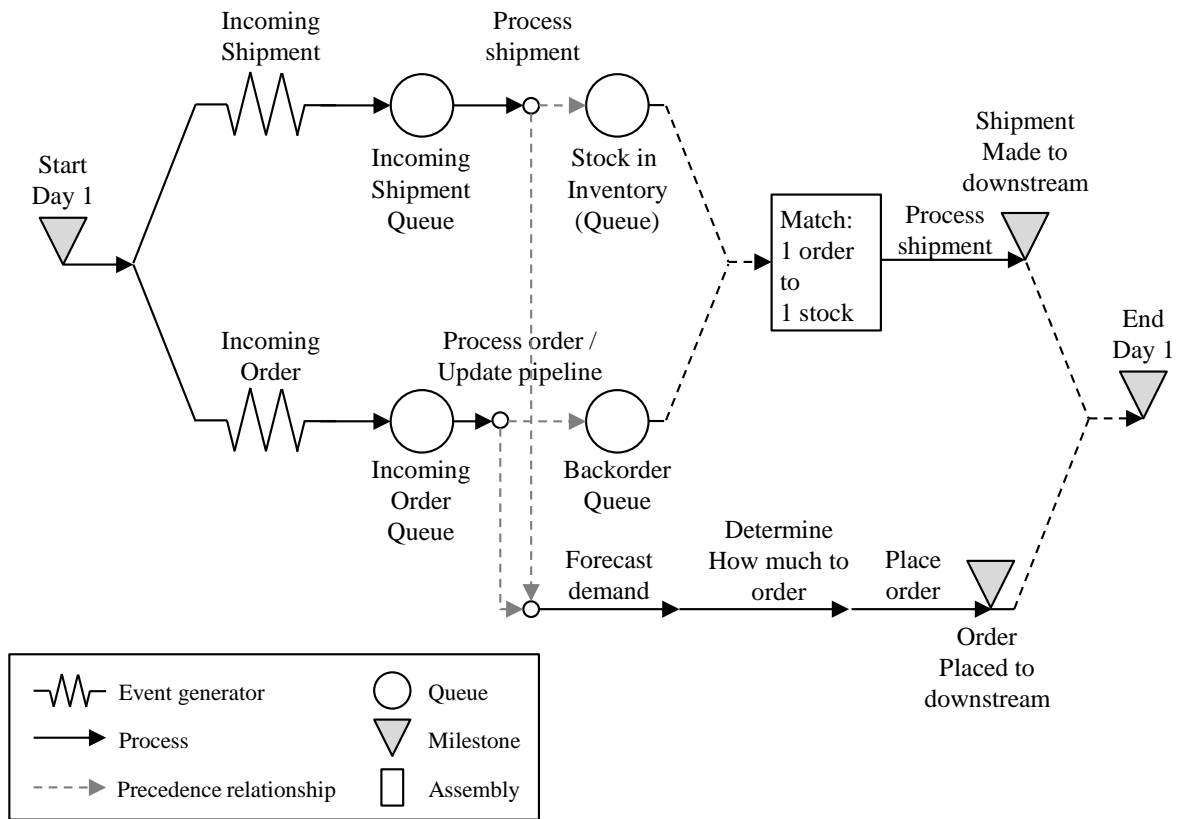 Incoming
Shipment
Process
shipment
Start
Day 1
Incoming
Shipment
Queue
Stock in
Inventory
(Queue)
Shipment
Made to
downstream
Match:
1 order
to
1 stock
Process
shipment
End
Day 1
Incoming
Order
Process order /
Update pipeline
Incoming
Order
Queue
Backorder
Queue
Forecast
demand
Determine
How much to
order
Place
order
Order
Placed to
downstream
Event generator
Queue
Process
Milestone
Precedence relationship
Assembly